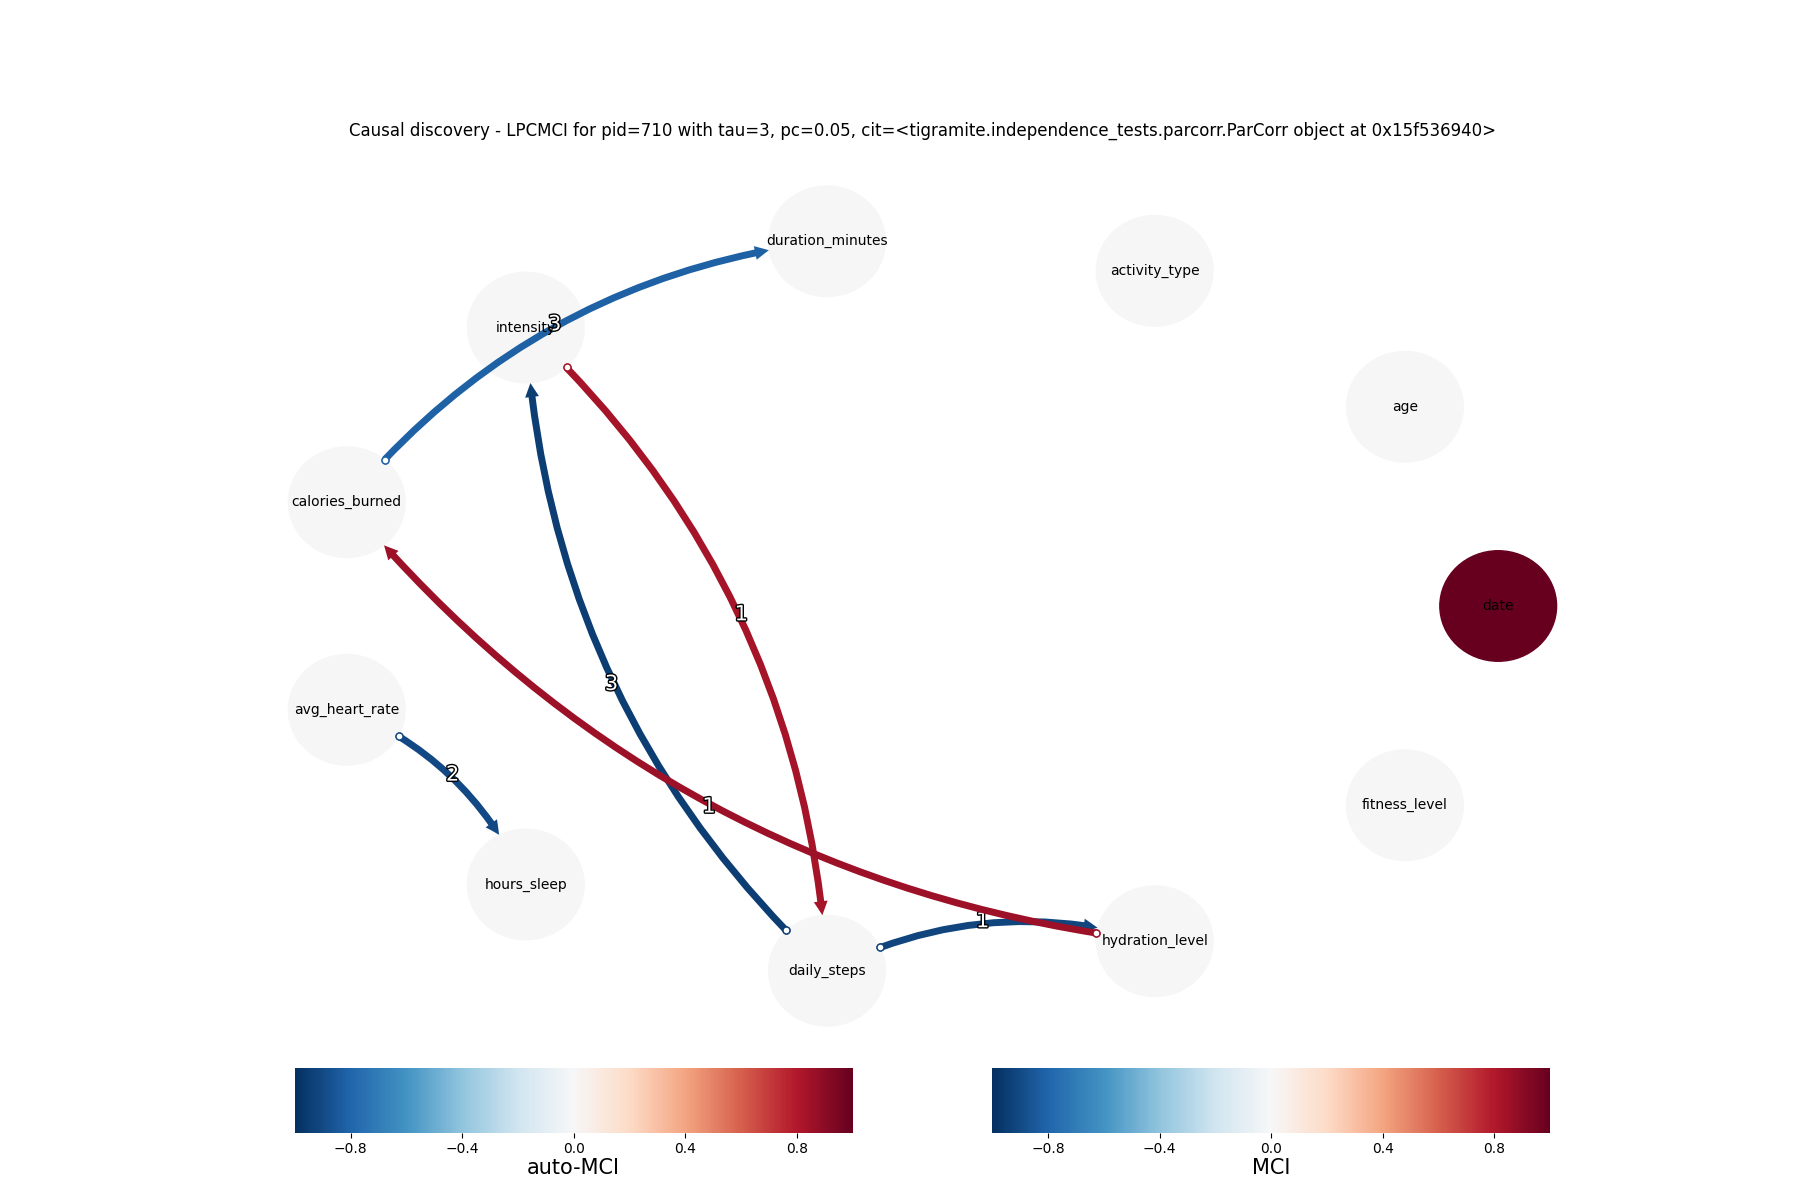 Causal discovery - LPCMCI for pid=710 with tau=3, pc=0.05, cit=<tigramite.independence_tests.parcorr.ParCorr object at 0x15f536940>
duration_minutes
activity_type
intensity
3
age
calories_burned
date
1
3
avg_heart_rate
2
1
fitness_level
hours_sleep
1
hydration_level
daily_steps
−0.8 −0.4 0.0 0.4 0.8
auto-MCI
−0.8 −0.4 0.0 0.4 0.8
MCI